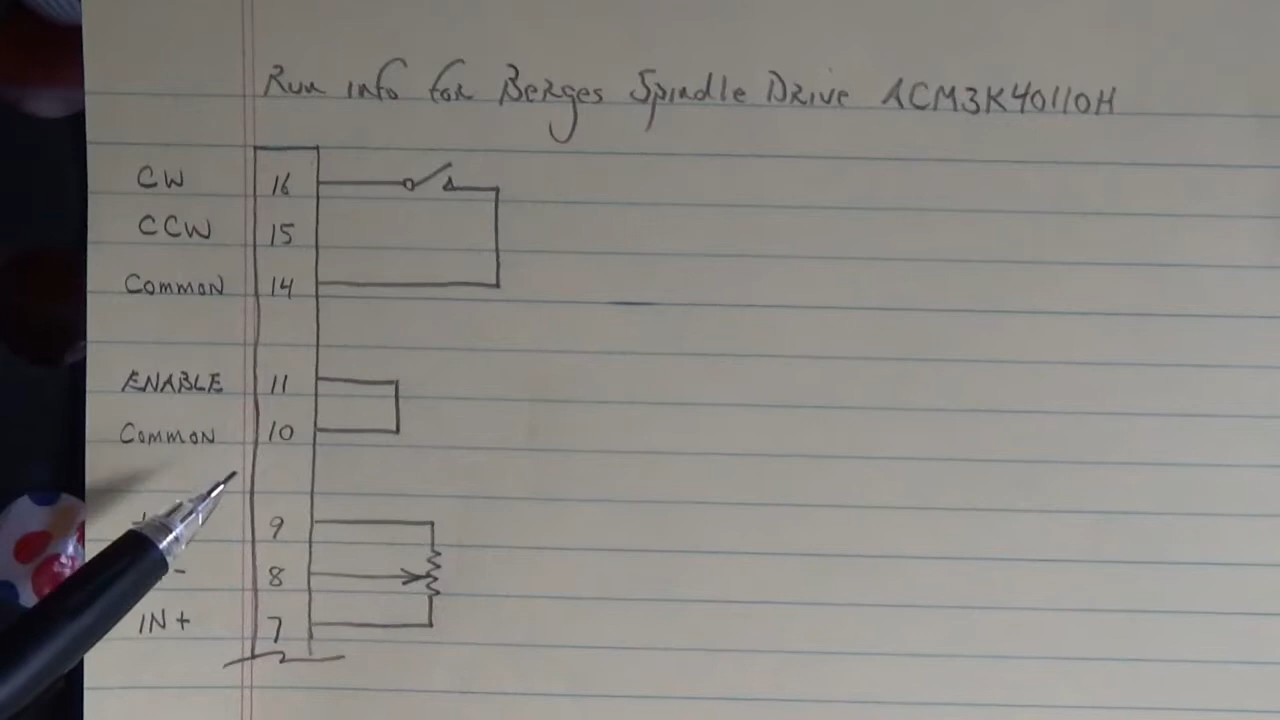 Run info for Berges Spindle Drive ACM3K40110H
CW 16
CCW 15
Common 14
ENABLE 11
Common 10
9
8
IN + 7